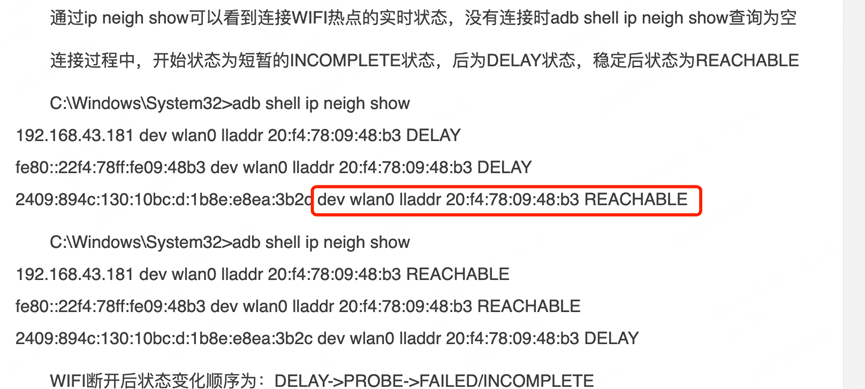 通过ip neigh show可以看到连接WIFI热点的实时状态，没有连接时adb shell ip neigh show查询为空
连接过程中，开始状态为短暂的INCOMPLETE状态，后为DELAY状态，稳定后状态为REACHABLE
C:\Windows\System32>adb shell ip neigh show
192.168.43.181 dev wlan0 lladdr 20:f4:78:09:48:b3 DELAY
fe80::22f4:78ff:fe09:48b3 dev wlan0 lladdr 20:f4:78:09:48:b3 DELAY
2409:894c:130:10bc:d:1b8e:e8ea:3b2c dev wlan0 lladdr 20:f4:78:09:48:b3 REACHABLE
C:\Windows\System32>adb shell ip neigh show
192.168.43.181 dev wlan0 lladdr 20:f4:78:09:48:b3 REACHABLE
fe80::22f4:78ff:fe09:48b3 dev wlan0 lladdr 20:f4:78:09:48:b3 REACHABLE
2409:894c:130:10bc:d:1b8e:e8ea:3b2c dev wlan0 lladdr 20:f4:78:09:48:b3 DELAY
WIFI断开后状态变化顺序为：DELAY->PROBE->FAILED/INCOMPLETE